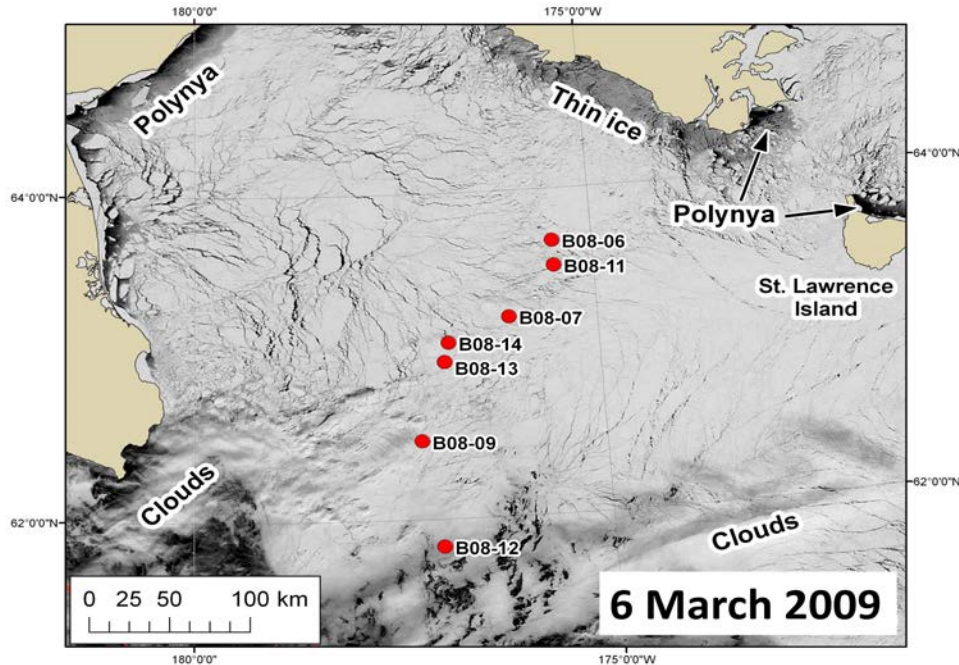 180°0'0"
175°0'0"W
Polynya
Thin ice
64°0'0"N
64°0'0"N
Polynya
B08-06
B08-11
St. Lawrence
Island
B08-07
B08-14
B08-13
B08-09
62°0'0"N
Clouds
62°0'0"N
Clouds
B08-12
0 25 50 100 km
6 March 2009
180°0'0"
175°0'0"W